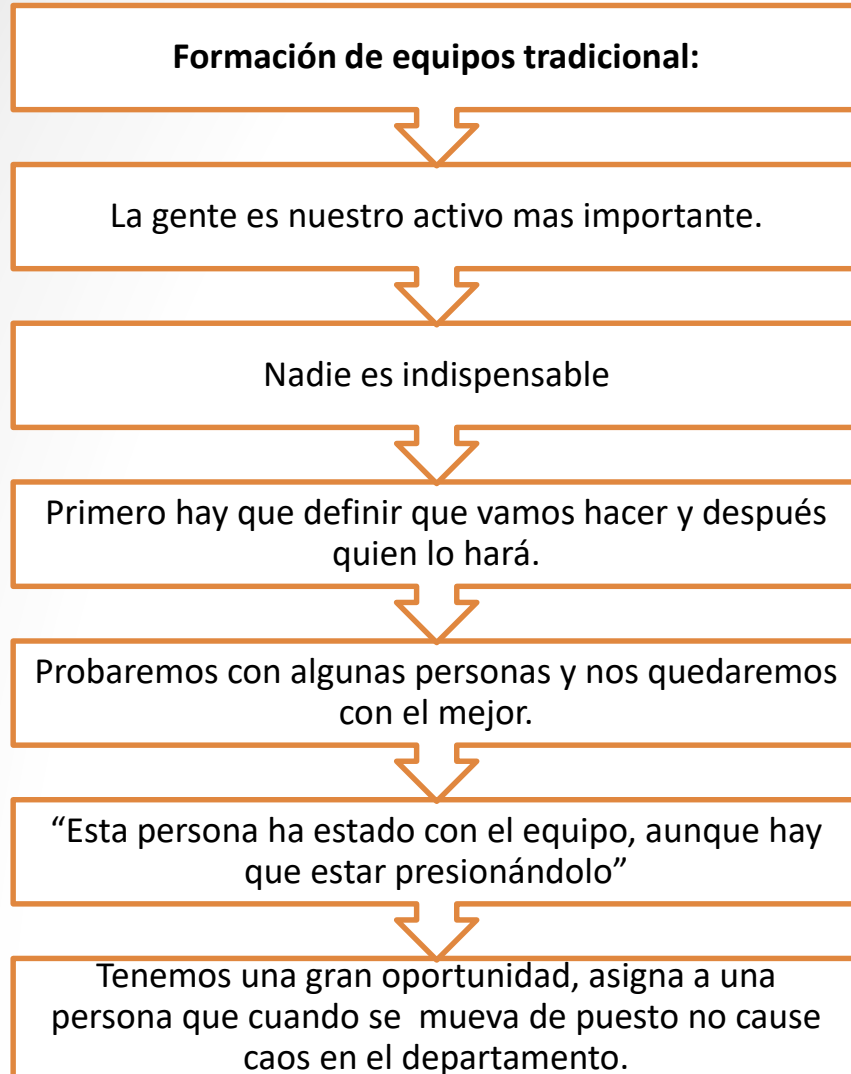 Formación de equipos tradicional:
La gente es nuestro activo mas importante.
Nadie es indispensable
Primero hay que definir que vamos hacer y después
quien lo hará.
Probaremos con algunas personas y nos quedaremos
con el mejor.
“Esta persona ha estado con el equipo, aunque hay
que estar presionándolo”
Tenemos una gran oportunidad, asigna a una
persona que cuando se mueva de puesto no cause
caos en el departamento.